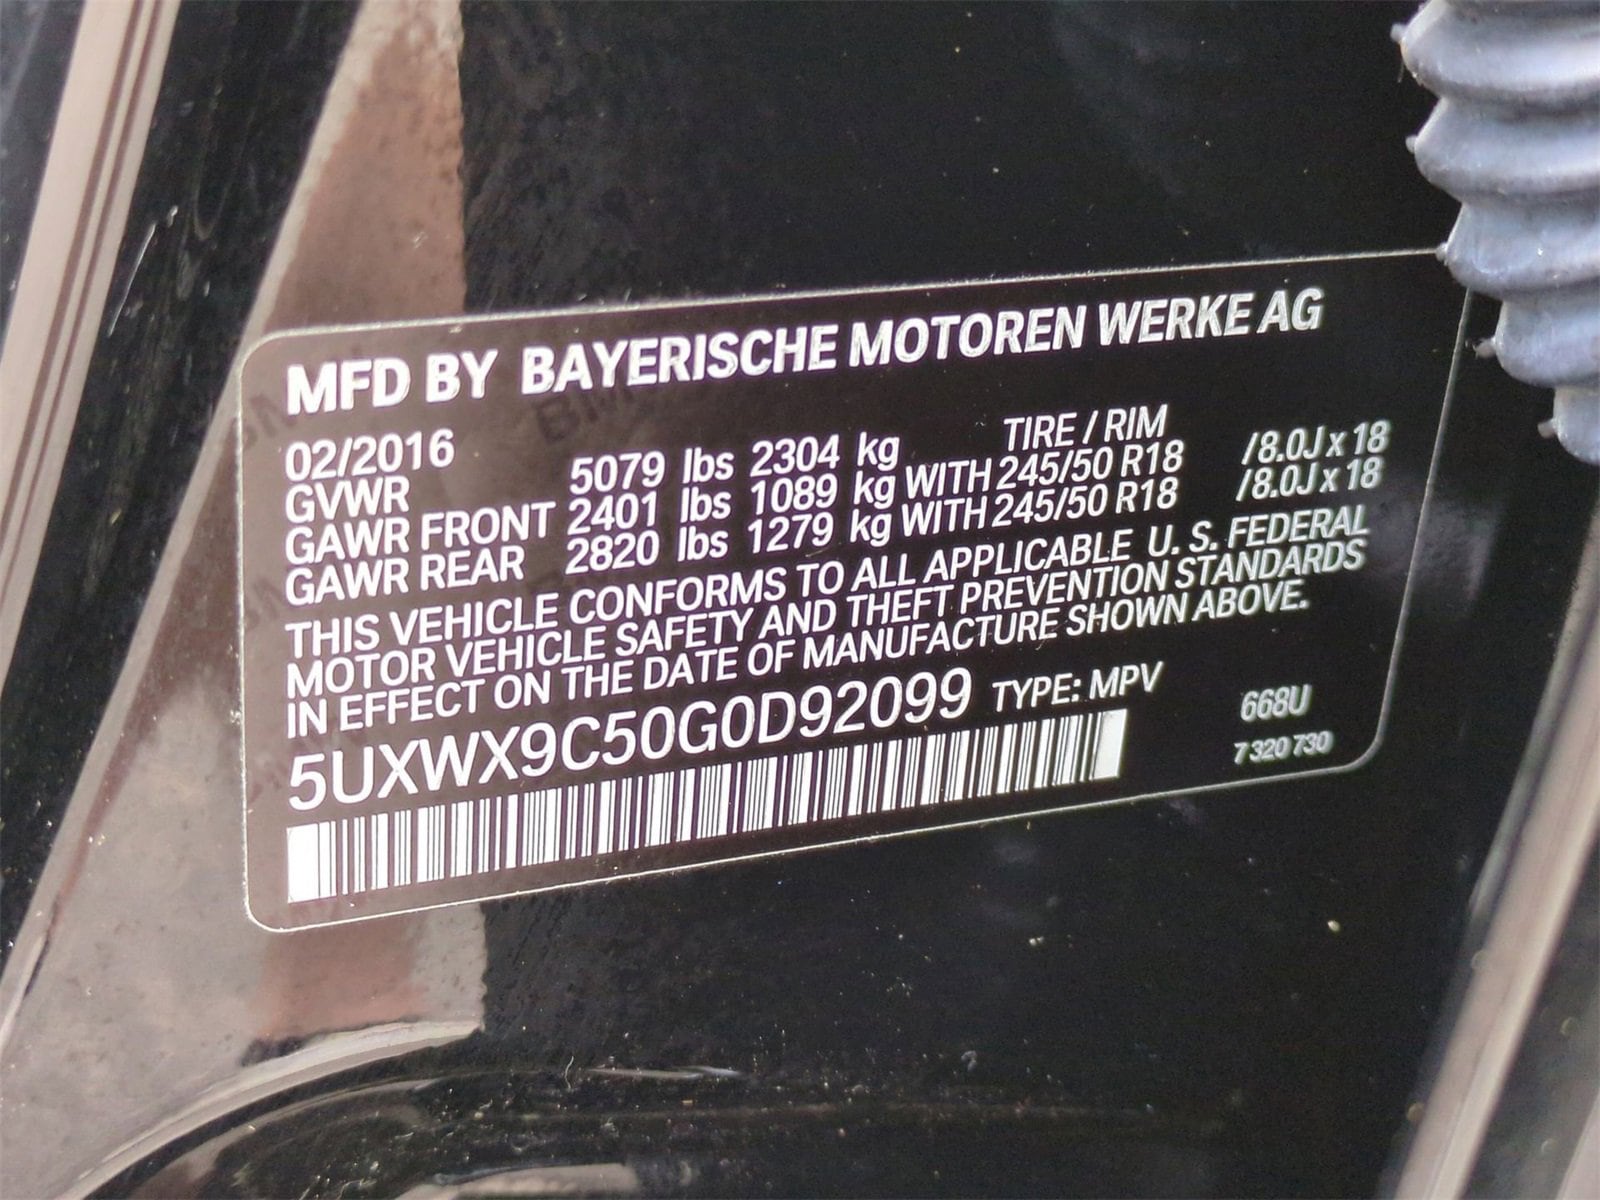 MFD BY BAYERISCHE MOTOREN WERKE AG
02/2016 TIRE / RIM
GVWR 5079 lbs 2304 kg
GAWR FRONT 2401 lbs 1089 kg WITH 245/50 R18 /8.0J x 18
GAWR REAR 2820 lbs 1279 kg WITH 245/50 R18 /8.0J x 18
THIS VEHICLE CONFORMS TO ALL APPLICABLE U. S. FEDERAL
MOTOR VEHICLE SAFETY AND THEFT PREVENTION STANDARDS
IN EFFECT ON THE DATE OF MANUFACTURE SHOWN ABOVE.
5UXWX9C50G0D92099 TYPE: MPV 668U
7 320 730